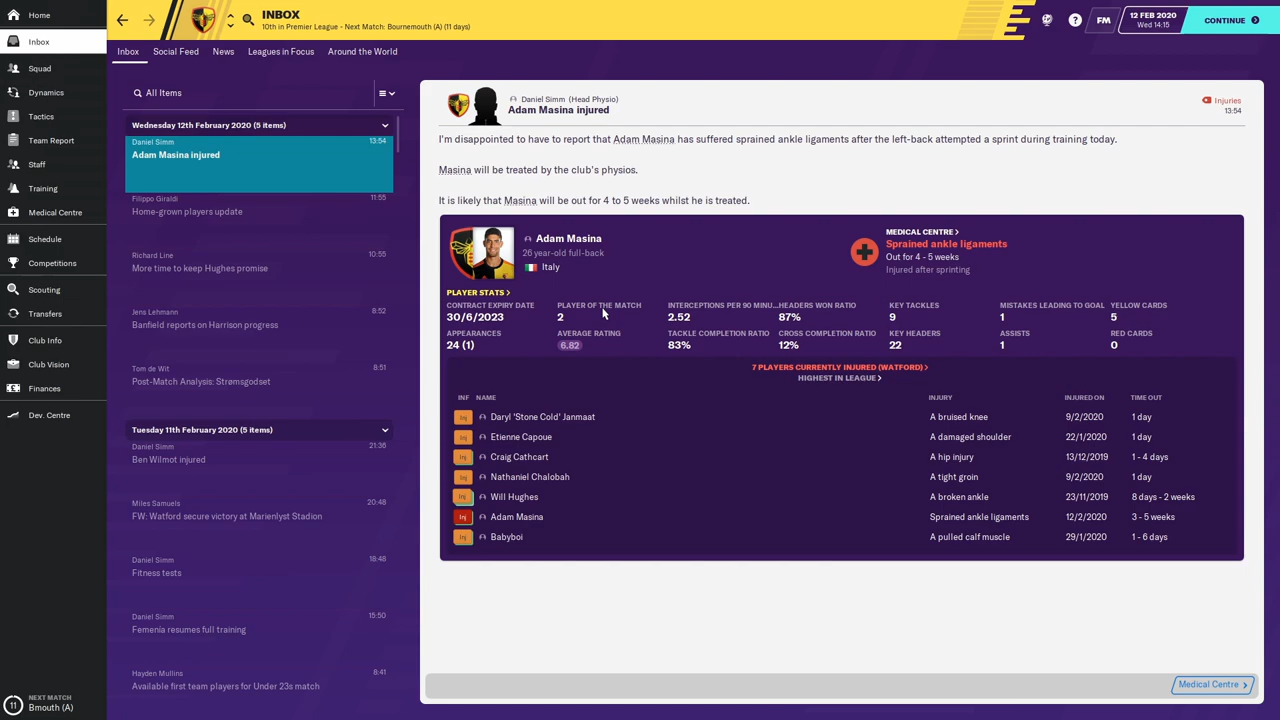 Home
Inbox
Squad
Dynamics
Tactics
Team Report
Staff
Training
Medical Centre
Schedule
Competitions
Scouting
Transfers
Club Info
Club Vision
Finances
Dev. Centre
11
NEXT MATCH
B'mouth (A)
INBOX
10th in Premier League - Next Match: Bournemouth (A) (11 days)
?
FM
12 FEB 2020
Wed 14:15
CONTINUE
Inbox Social Feed News Leagues in Focus Around the World
All Items
Wednesday 12th February 2020 (5 items)
Daniel Simm 13:54
Adam Masina injured
Filippo Giraldi 11:55
Home-grown players update
Richard Line 10:55
More time to keep Hughes promise
Jens Lehmann 8:52
Banfield reports on Harrison progress
Tom de Wit 8:51
Post-Match Analysis: Strømsgodset
Tuesday 11th February 2020 (5 items)
Daniel Simm 21:36
Ben Wilmot injured
Miles Samuels 20:48
FW: Watford secure victory at Marienlyst Stadion
Daniel Simm 18:48
Fitness tests
Daniel Simm 15:50
Femenía resumes full training
Hayden Mullins 8:41
Available first team players for Under 23s match
Daniel Simm (Head Physio)
Adam Masina injured
Injuries
13:54
I'm disappointed to have to report that Adam Masina has suffered sprained ankle ligaments after the left-back attempted a sprint during training today.
Masina will be treated by the club's physios.
It is likely that Masina will be out for 4 to 5 weeks whilst he is treated.
Adam Masina
26 year-old full-back
Italy
MEDICAL CENTRE
Sprained ankle ligaments
Out for 4 - 5 weeks
Injured after sprinting
PLAYER STATS
CONTRACT EXPIRY DATE PLAYER OF THE MATCH INTERCEPTIONS PER 90 MINU... HEADERS WON RATIO KEY TACKLES MISTAKES LEADING TO GOAL YELLOW CARDS
30/6/2023 2 2.52 87% 9 1 5
APPEARANCES AVERAGE RATING TACKLE COMPLETION RATIO CROSS COMPLETION RATIO KEY HEADERS ASSISTS RED CARDS
24 (1) 6.82 83% 12% 22 1 0
7 PLAYERS CURRENTLY INJURED (WATFORD)
HIGHEST IN LEAGUE
INF NAME INJURY INJURED ON TIME OUT
Inj Daryl 'Stone Cold' Janmaat A bruised knee 9/2/2020 1 day
Inj Etienne Capoue A damaged shoulder 22/1/2020 1 day
Inj Craig Cathcart A hip injury 13/12/2019 1 - 4 days
Inj Nathaniel Chalobah A tight groin 9/2/2020 1 day
Inj Will Hughes A broken ankle 23/11/2019 8 days - 2 weeks
Inj Adam Masina Sprained ankle ligaments 12/2/2020 3 - 5 weeks
Inj Babyboi A pulled calf muscle 29/1/2020 1 - 6 days
Medical Centre